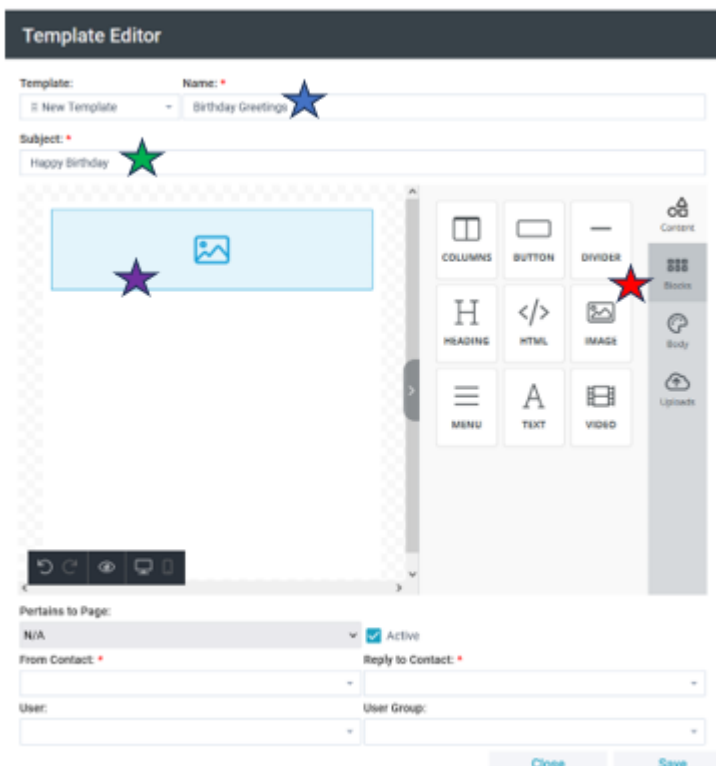 Template Editor
Template: Name: *
New Template Birthday Greetings
Subject: *
Happy Birthday
Content
COLUMNS BUTTON DIVIDER
Blocks
HEADING HTML IMAGE
Body
MENU TEXT VIDEO
Uploads
Pertains to Page:
N/A Active
From Contact: * Reply to Contact: *
User: User Group:
Close Save